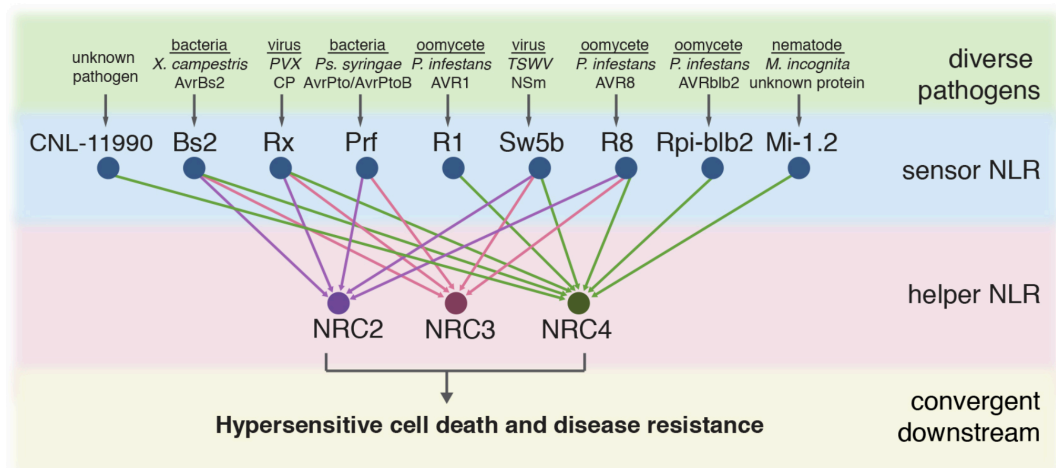 unknown
pathogen
bacteria
X. campestris
AvrBs2
virus
PVX
CP
bacteria
Ps. syringae
AvrPto/AvrPtoB
oomycete
P. infestans
AVR1
virus
TSWV
NSm
oomycete
P. infestans
AVR8
oomycete
P. infestans
AVRblb2
nematode
M. incognita
unknown protein
diverse
pathogens
CNL-11990
Bs2
Rx
Prf
R1
Sw5b
R8
Rpi-blb2
Mi-1.2
sensor NLR
helper NLR
NRC2
NRC3
NRC4
Hypersensitive cell death and disease resistance
convergent
downstream